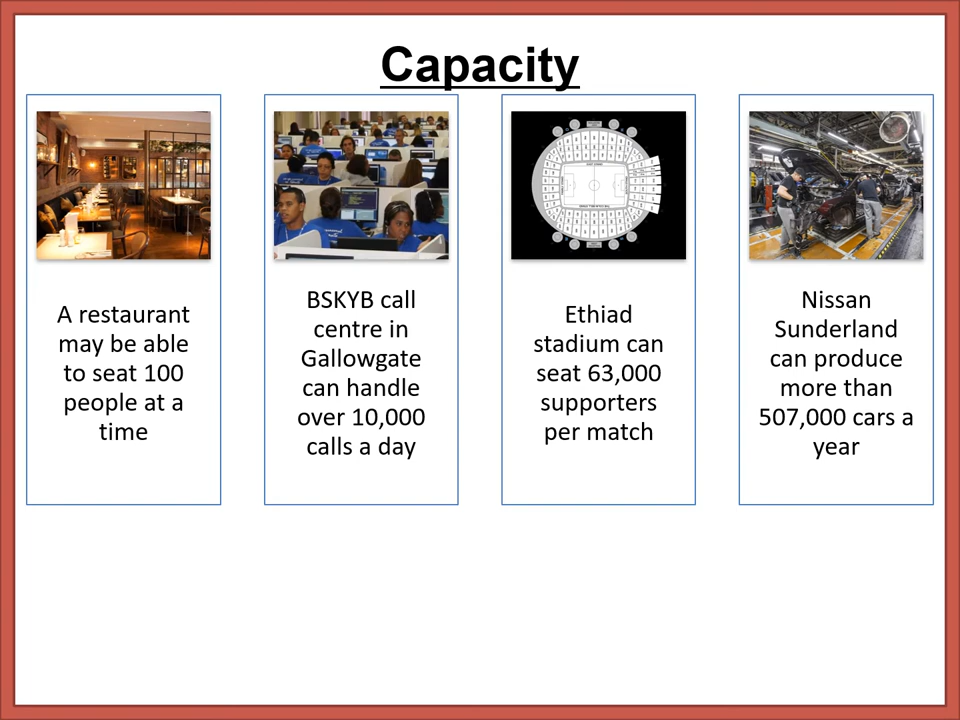 Capacity
A restaurant
may be able
to seat 100
people at a
time
BSKYB call
centre in
Gallowgate
can handle
over 10,000
calls a day
Ethiad
stadium can
seat 63,000
supporters
per match
Nissan
Sunderland
can produce
more than
507,000 cars a
year